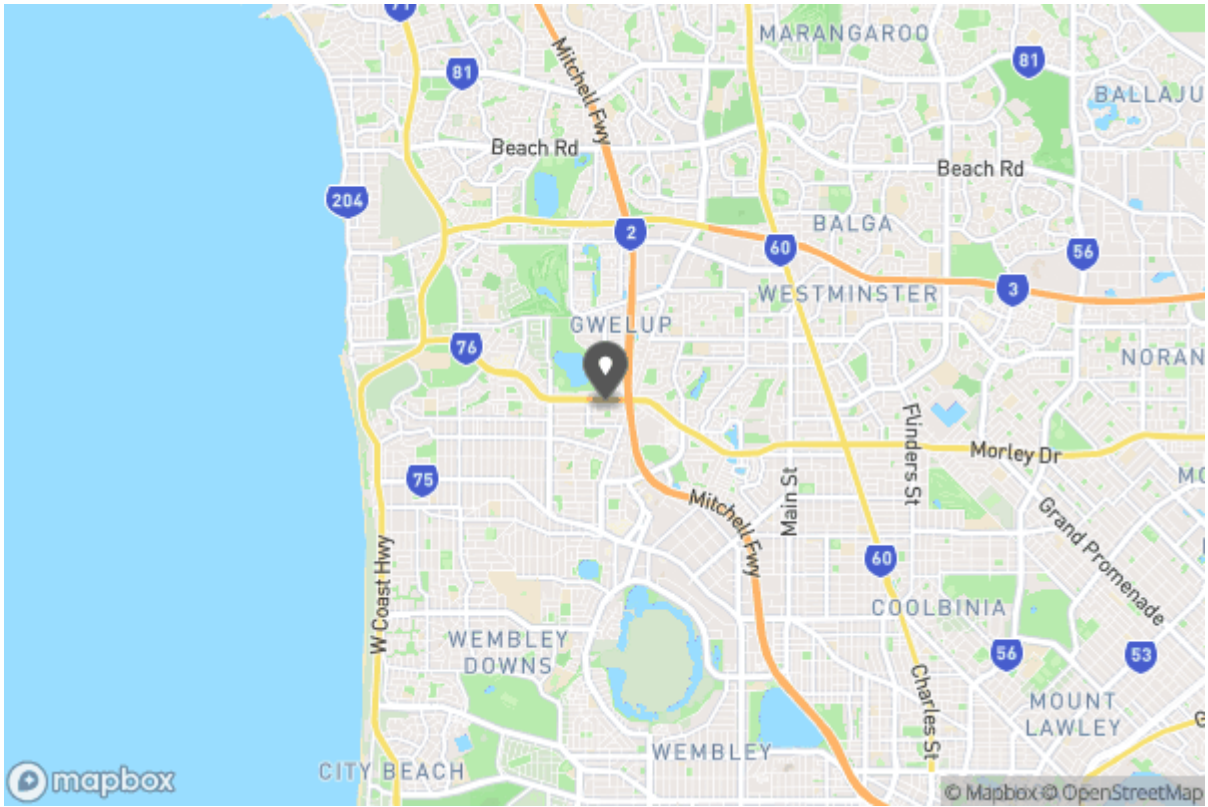 71
MARANGAROO
81
81
Mitchell Fwy
BALLAJU
Beach Rd
Beach Rd
204
BALGA
2
60
56
WESTMINSTER
3
GWELUP
76
NORAN
Flinders St
Morley Dr
75
Main St
MO
Mitchell Fwy
Grand Promenade
60
W Coast Hwy
COOLBINIA
WEMBLEY
DOWNS
56
53
Charles St
MOUNT
LAWLEY
G
WEMBLEY
CITY BEACH
mapbox
© Mapbox © OpenStreetMap